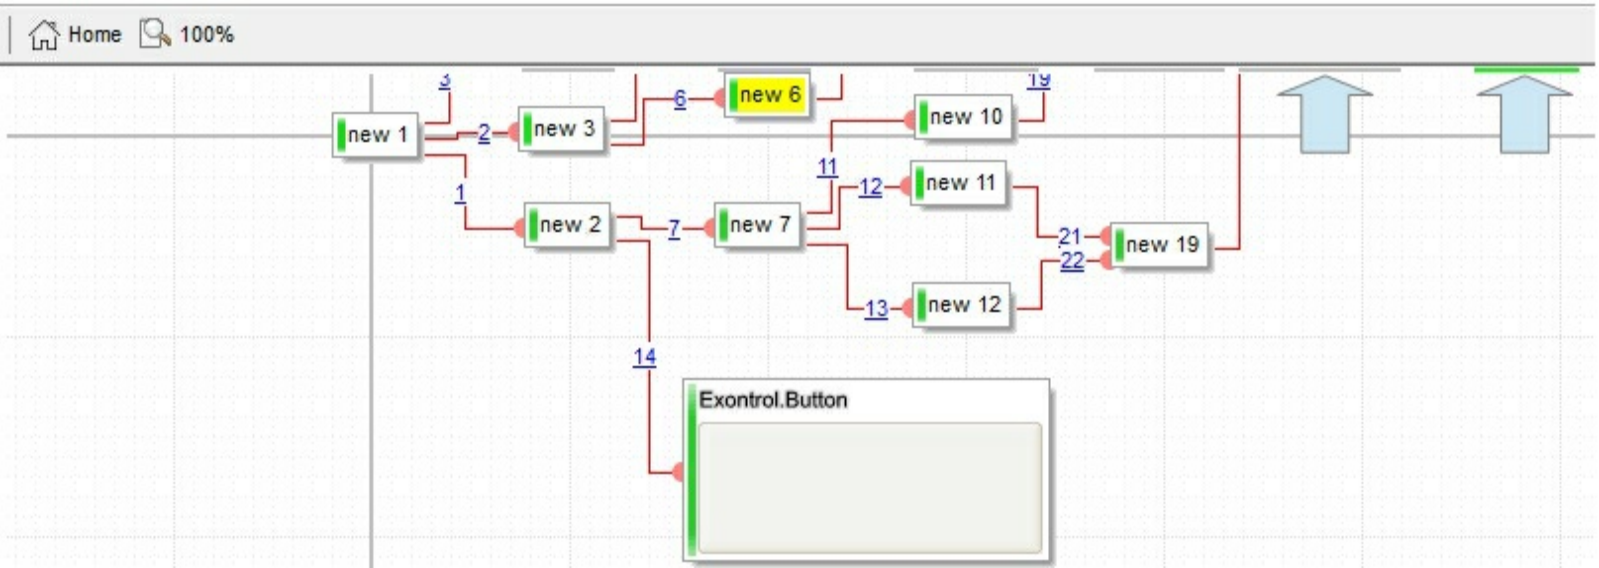 Home 100%
3
19
new 6
6
new 10
new 1
2
new 3
11
12
new 11
1
new 2
7
new 7
21
new 19
22
13
new 12
14
Exontrol.Button